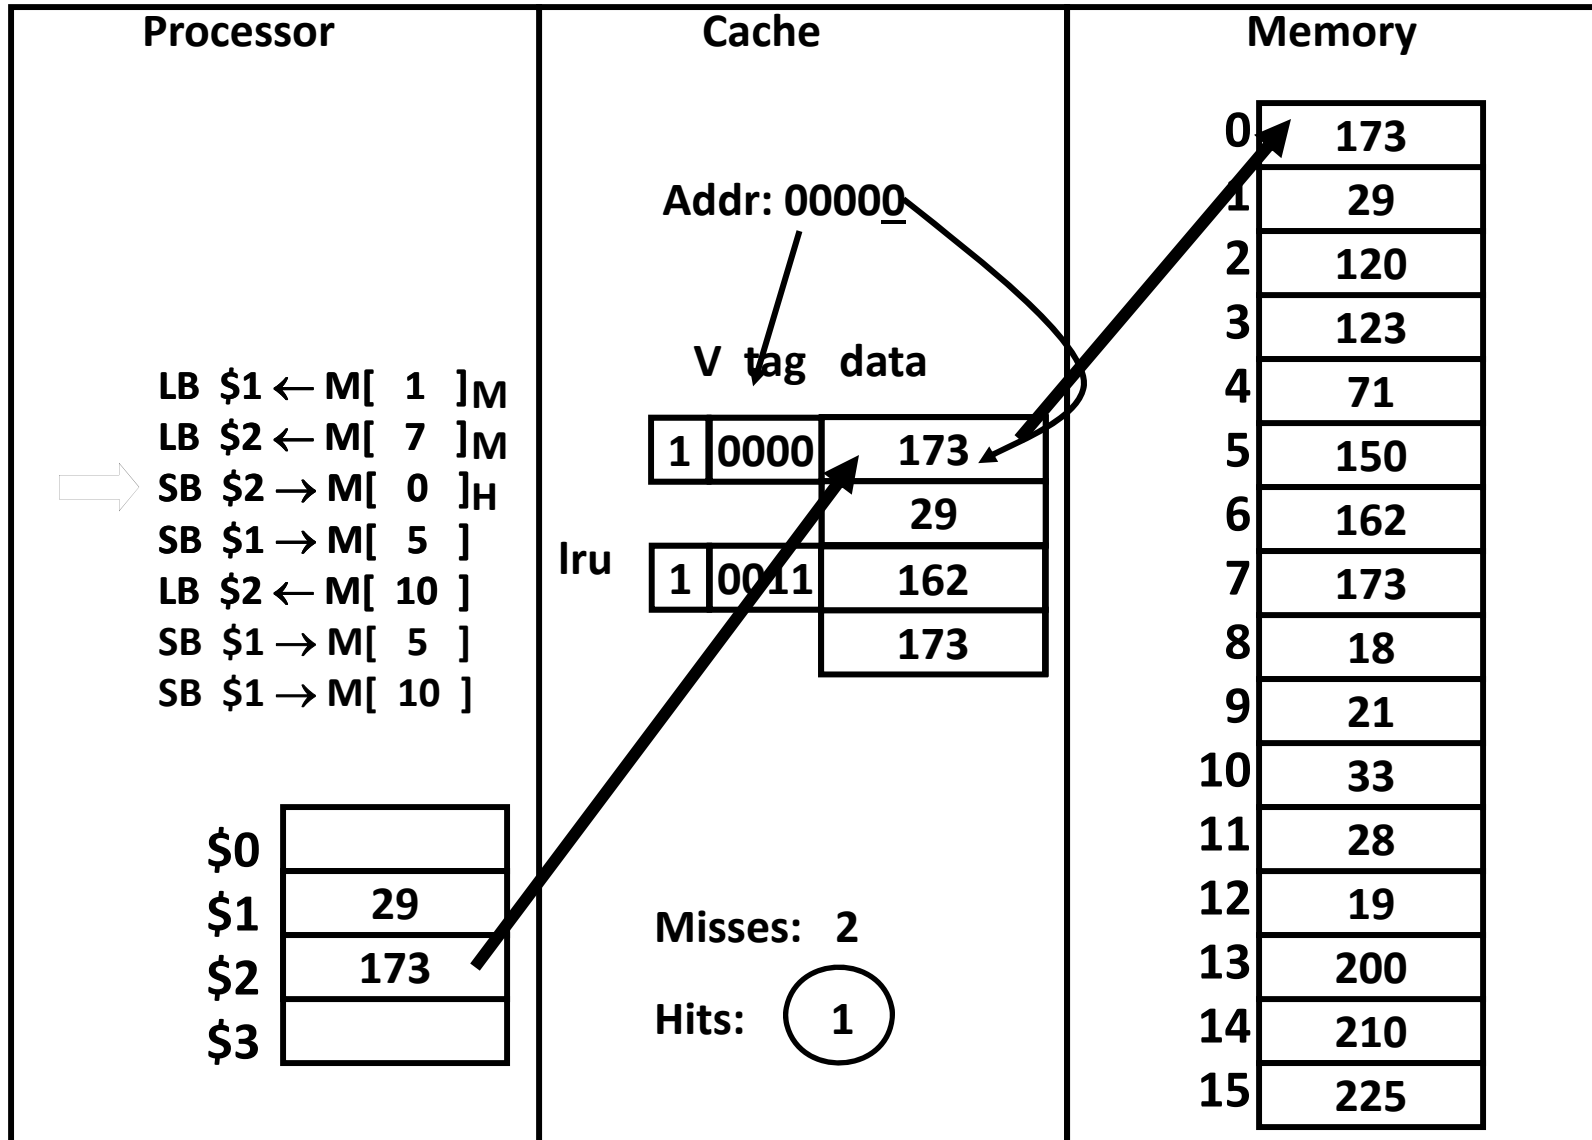 Processor
LB $1 ← M[ 1 ]M
LB $2 ← M[ 7 ]M
SB $2 → M[ 0 ]H
SB $1 → M[ 5 ]
LB $2 ← M[ 10 ]
SB $1 → M[ 5 ]
SB $1 → M[ 10 ]
$0
$1 29
$2 173
$3
Cache
Addr: 00000
V tag data
1 0000 173
29
lru 1 0011 162
173
Misses: 2
Hits: 1
Memory
0 173
1 29
2 120
3 123
4 71
5 150
6 162
7 173
8 18
9 21
10 33
11 28
12 19
13 200
14 210
15 225